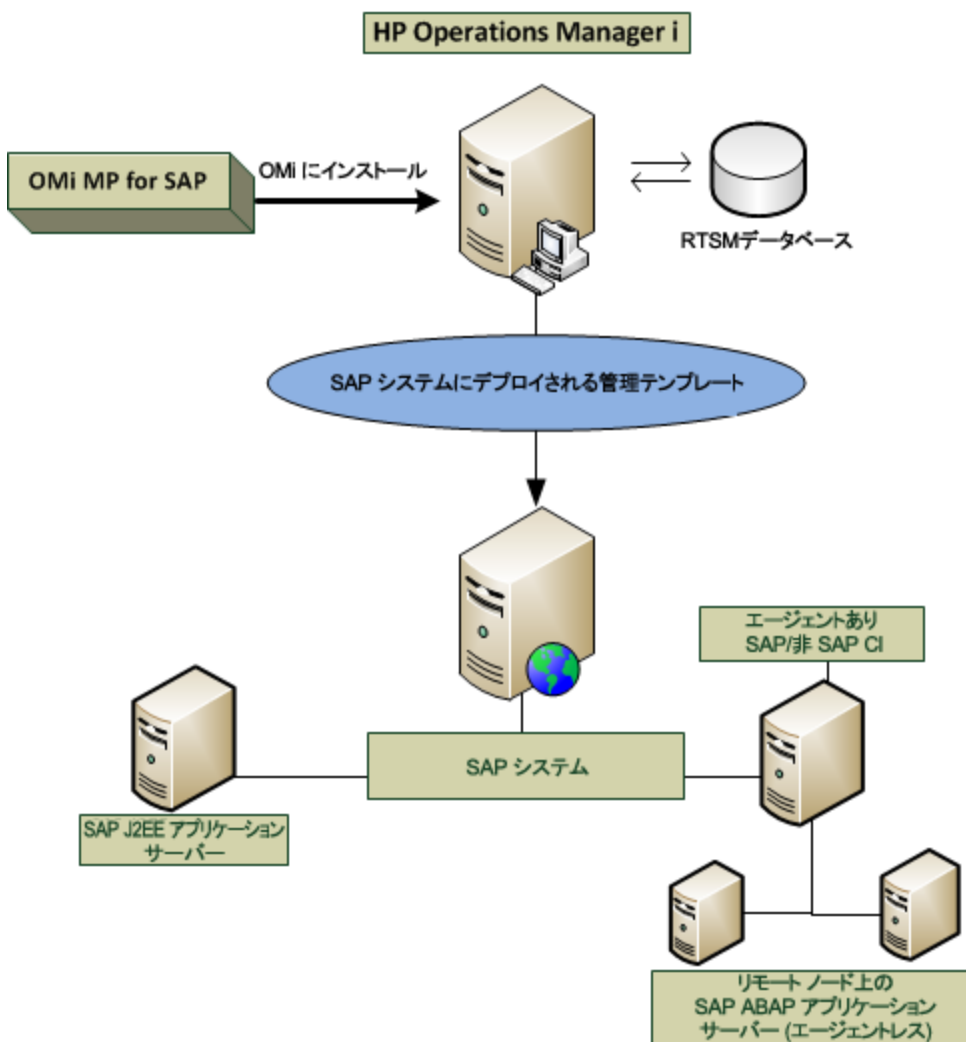 HP Operations Manager i
OMi MP for SAP
OMi にインストール
RTSMデータベース
SAP システムにデプロイされる管理テンプレート
エージェントあり
SAP/非 SAP CI
SAP システム
SAP J2EE アプリケーション
サーバー
リモート ノード上の
SAP ABAP アプリケーション
サーバー (エージェントレス)